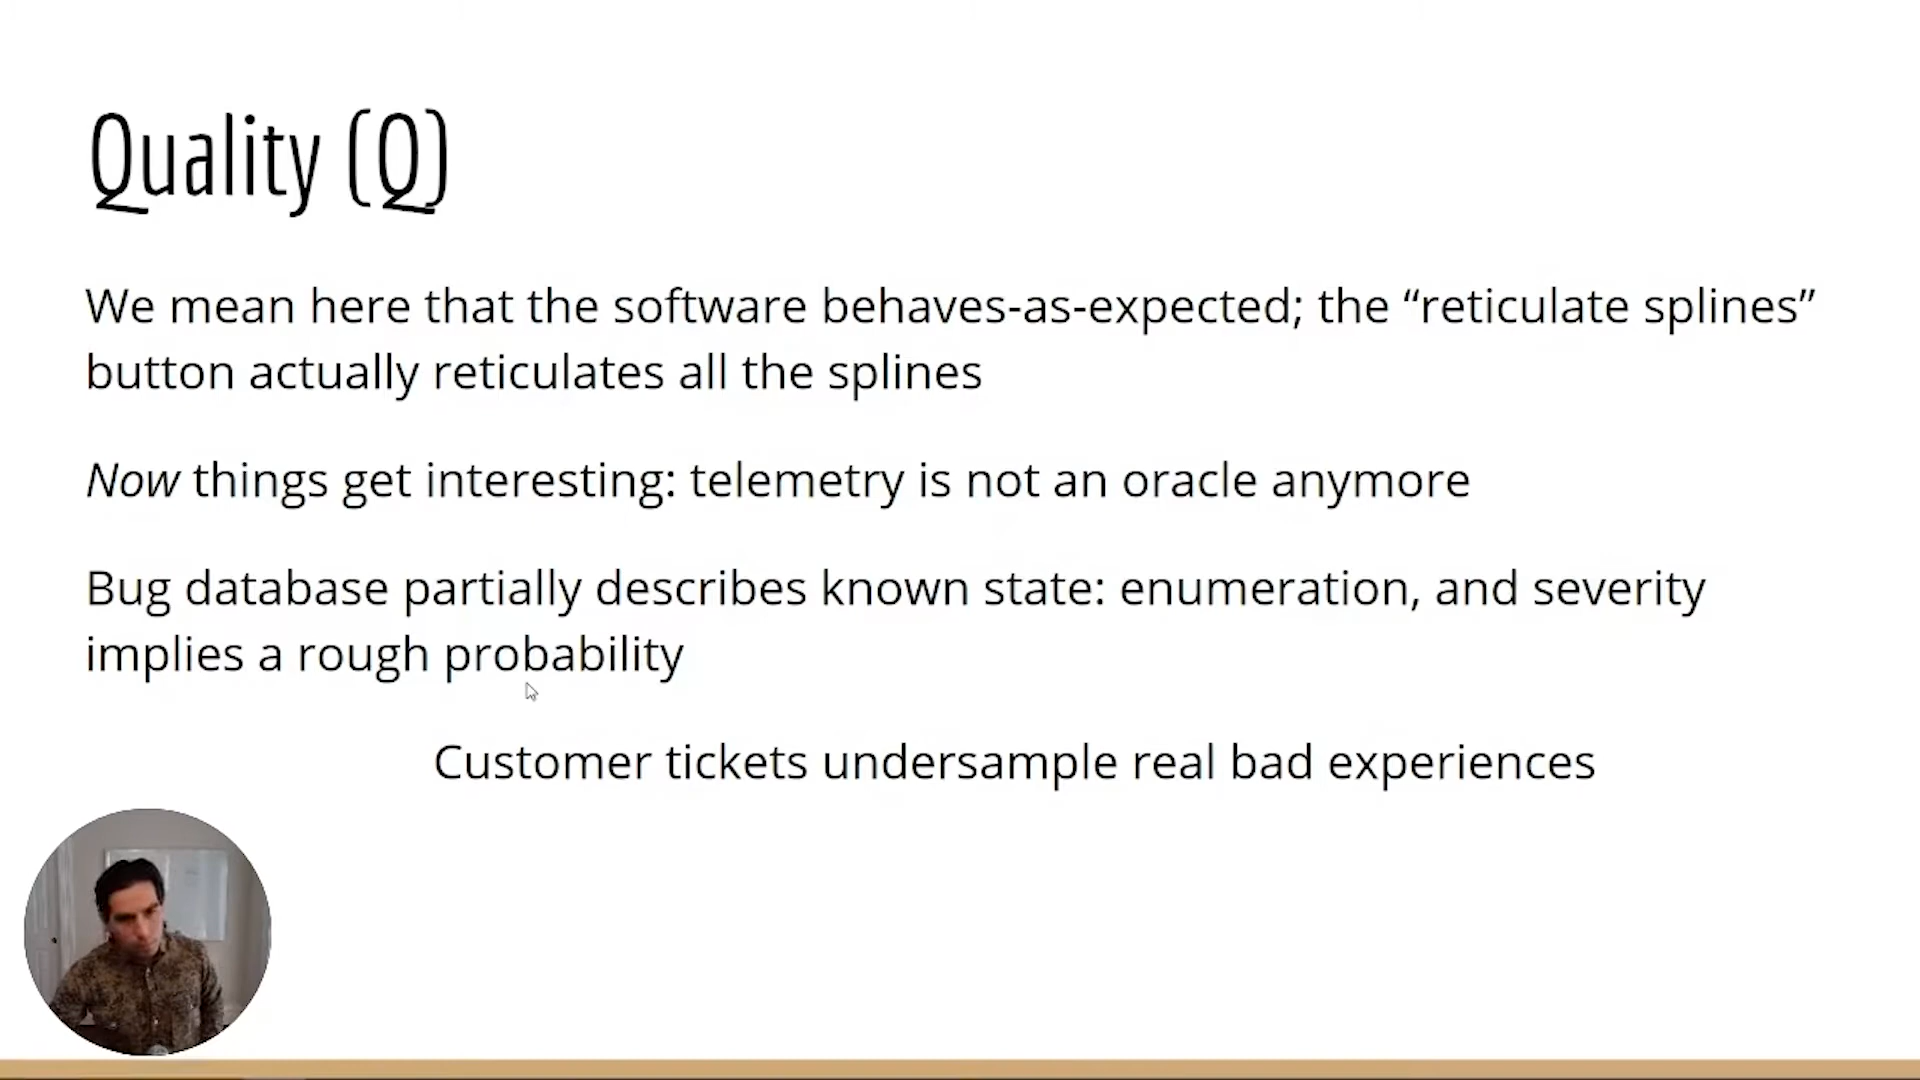 Quality (Q)
We mean here that the software behaves-as-expected; the “reticulate splines”
button actually reticulates all the splines
Now things get interesting: telemetry is not an oracle anymore
Bug database partially describes known state: enumeration, and severity
implies a rough probability
Customer tickets undersample real bad experiences